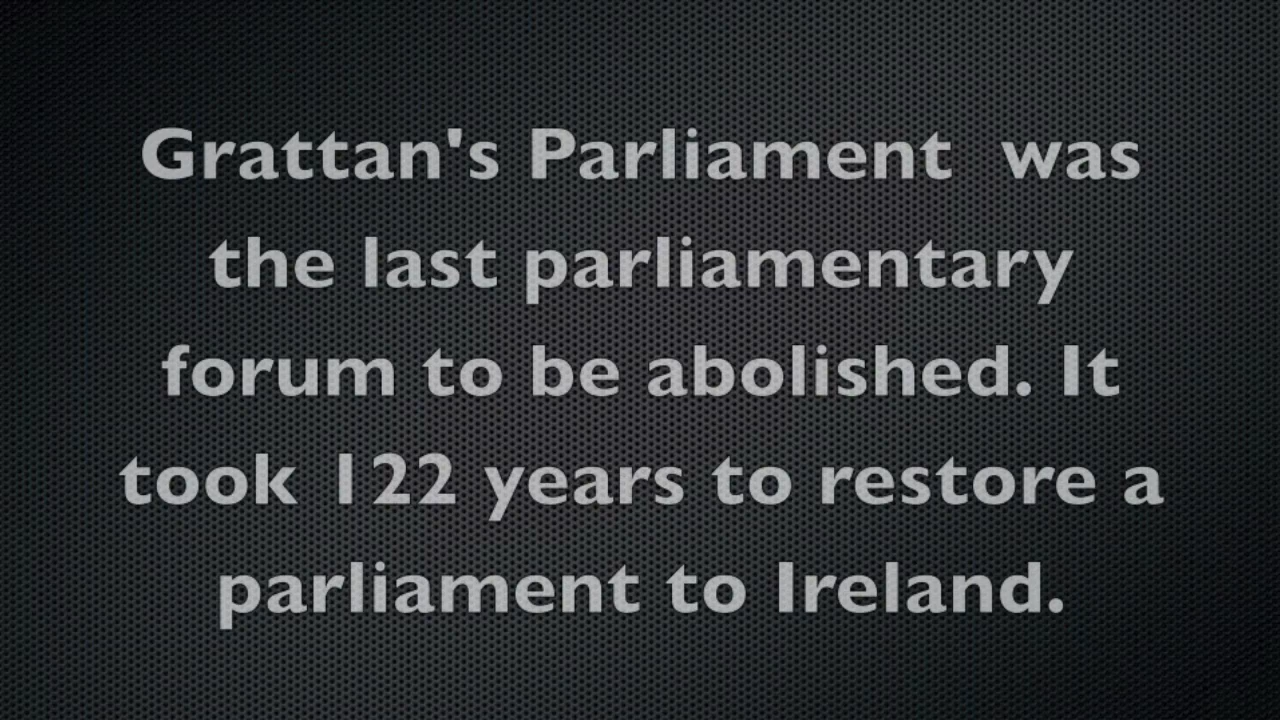 Grattan's Parliament  was
the last parliamentary
forum to be abolished. It
took 122 years to restore a
parliament to Ireland.